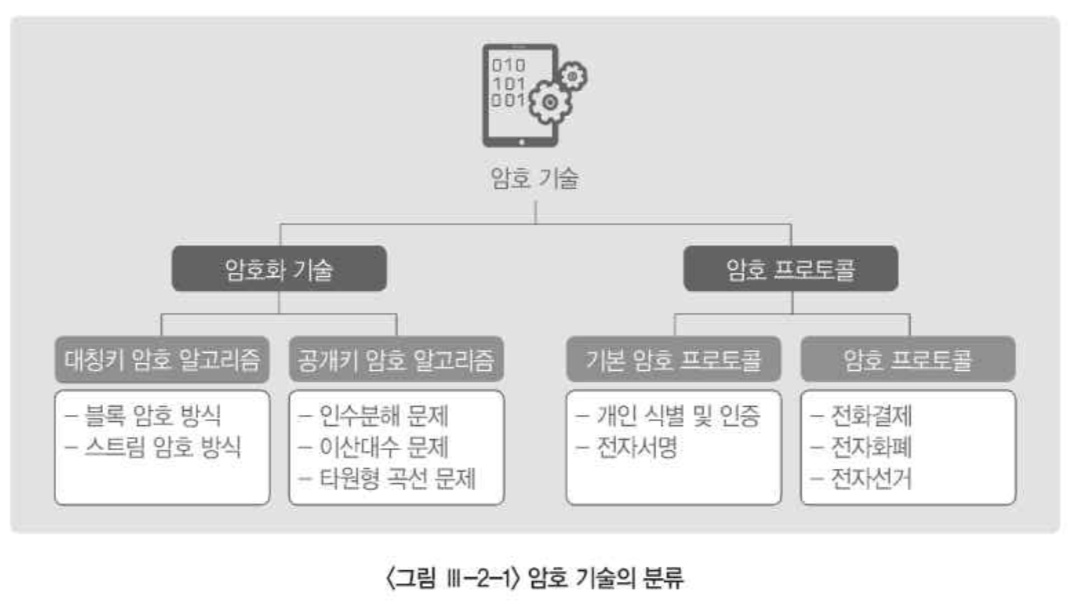 010
101
001
암호 기술
암호화 기술
암호 프로토콜
대칭키 암호 알고리즘
공개키 암호 알고리즘
기본 암호 프로토콜
암호 프로토콜
– 블록 암호 방식
– 스트림 암호 방식
– 인수분해 문제
– 이산대수 문제
– 타원형 곡선 문제
– 개인 식별 및 인증
– 전자서명
– 전화결제
– 전자화폐
– 전자선거
〈그림 Ⅲ-2-1〉 암호 기술의 분류